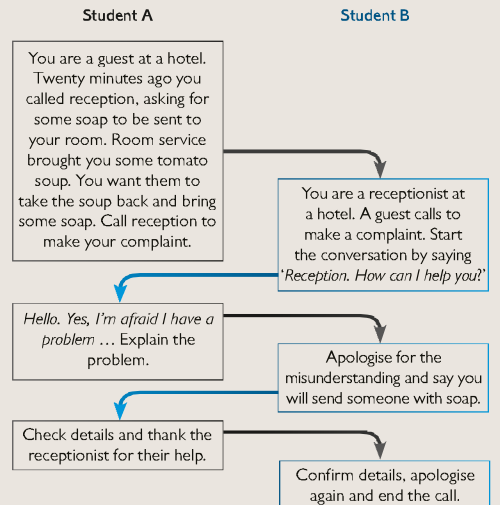 Student A
Student B
You are a guest at a hotel.
Twenty minutes ago you
called reception, asking for
some soap to be sent to
your room. Room service
brought you some tomato
soup. You want them to
take the soup back and bring
some soap. Call reception to
make your complaint.
You are a receptionist at
a hotel. A guest calls to
make a complaint. Start
the conversation by saying
‘Reception. How can I help you?’
Hello. Yes, I’m afraid I have a
problem … Explain the
problem.
Apologise for the
misunderstanding and say you
will send someone with soap.
Check details and thank the
receptionist for their help.
Confirm details, apologise
again and end the call.